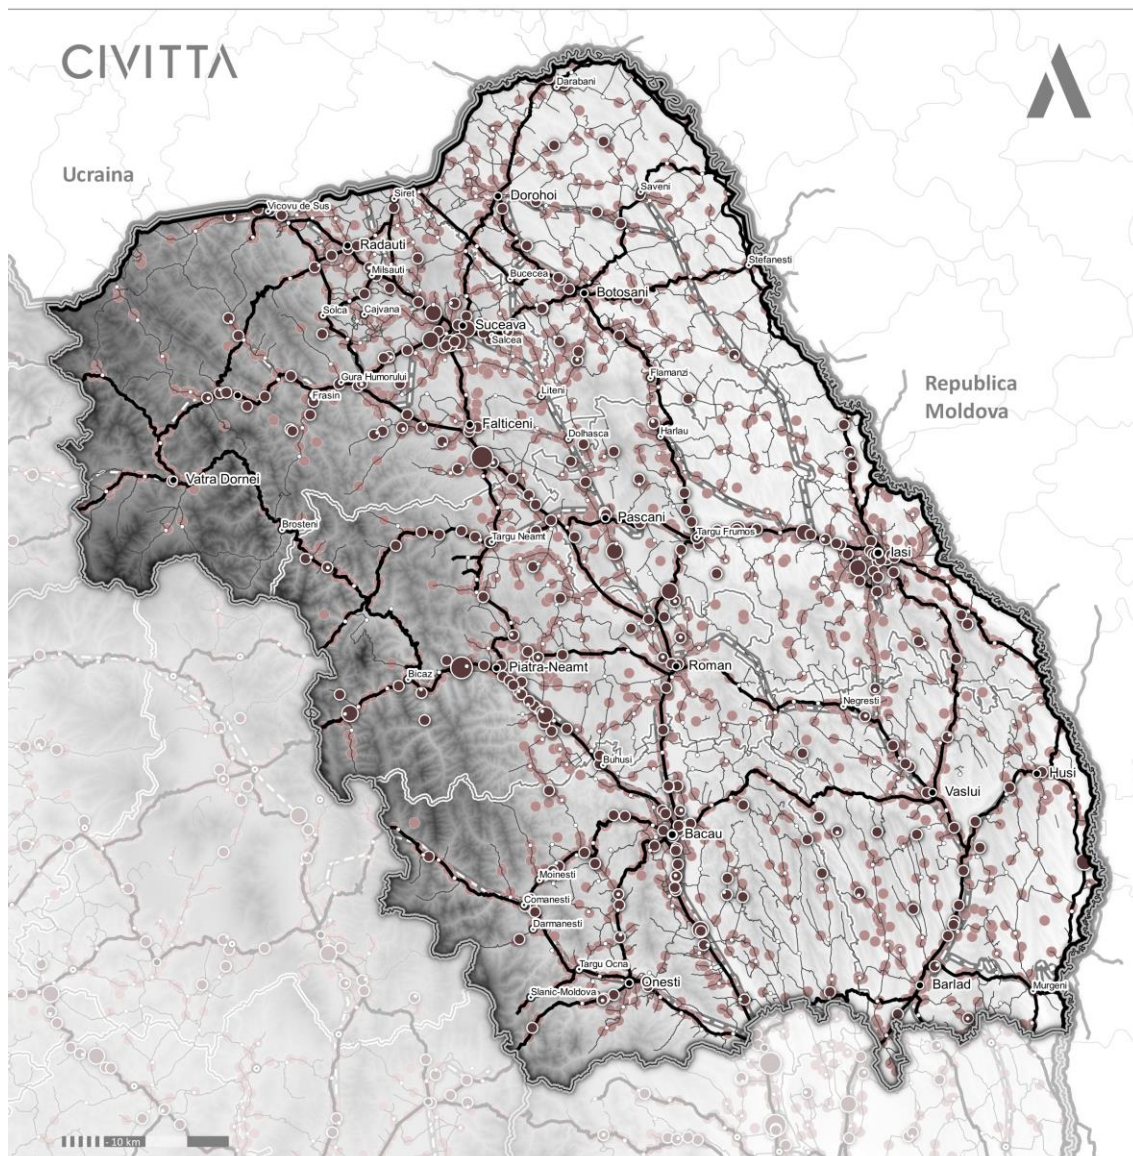 CIVITTA
Darabani
Ucraina
Siret
Dorohoi
Saveni
Vicovu de Sus
Radauti
Stefanesti
Milsauti
Bucecea
Botosani
Solca
Cajvana
Suceava
Salcea
Gura Humorului
Flamanzi
Republica
Moldova
Frasin
Liteni
Falticeni
Dolhasca
Harlau
Vatra Dornei
Pascani
Brosteni
Targu Neamt
Targu Frumos
Iasi
Bicaz
Piatra-Neamt
Roman
Negresti
Buhusi
Husi
Vaslui
Bacau
Moinesti
Comanesti
Darmanesti
Targu Ocna
Onesti
Slanic-Moldova
Barlad
Murgeni
10 km